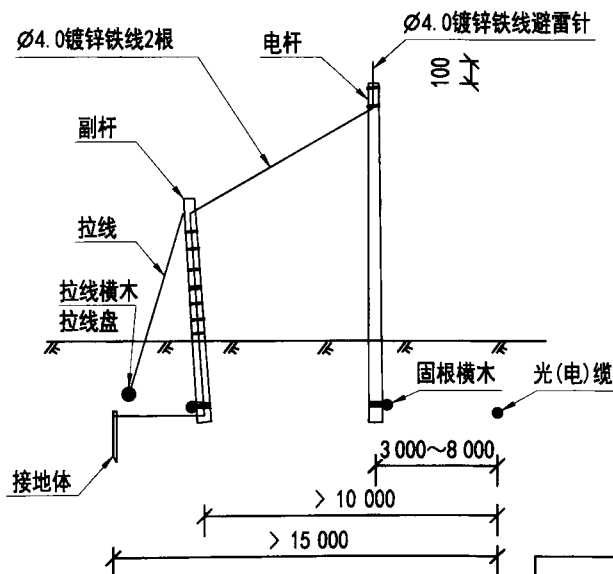 Ø4.0镀锌铁线2根
电杆
Ø4.0镀锌铁线避雷针
100
副杆
拉线
拉线横木
拉线盘
固根横木
光(电)缆
3 000～8 000
接地体
> 10 000
> 15 000